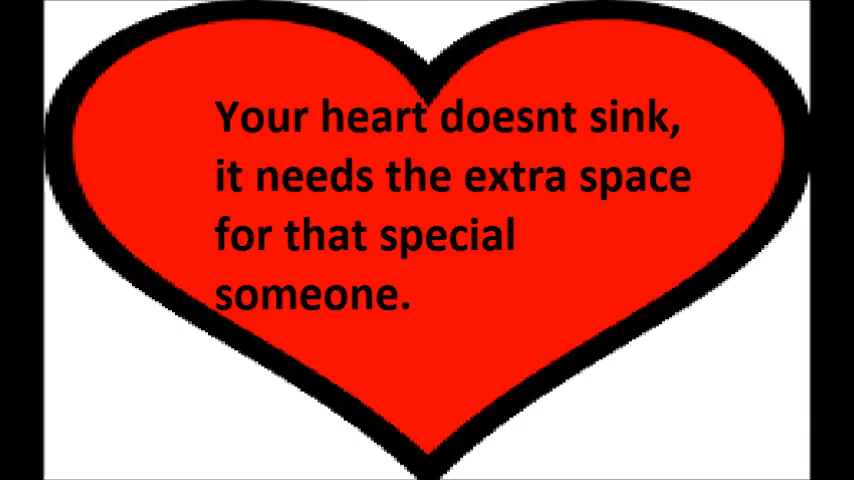 Your heart doesnt sink,
it needs the extra space
for that special
someone.